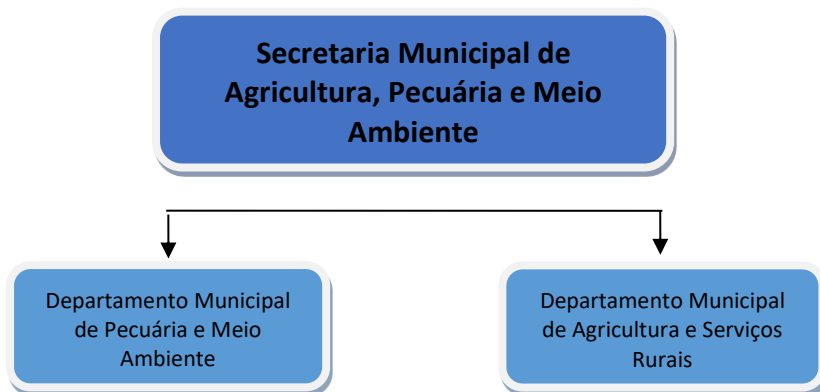 Secretaria Municipal de
Agricultura, Pecuária e Meio
Ambiente
Departamento Municipal
de Pecuária e Meio
Ambiente
Departamento Municipal
de Agricultura e Serviços
Rurais